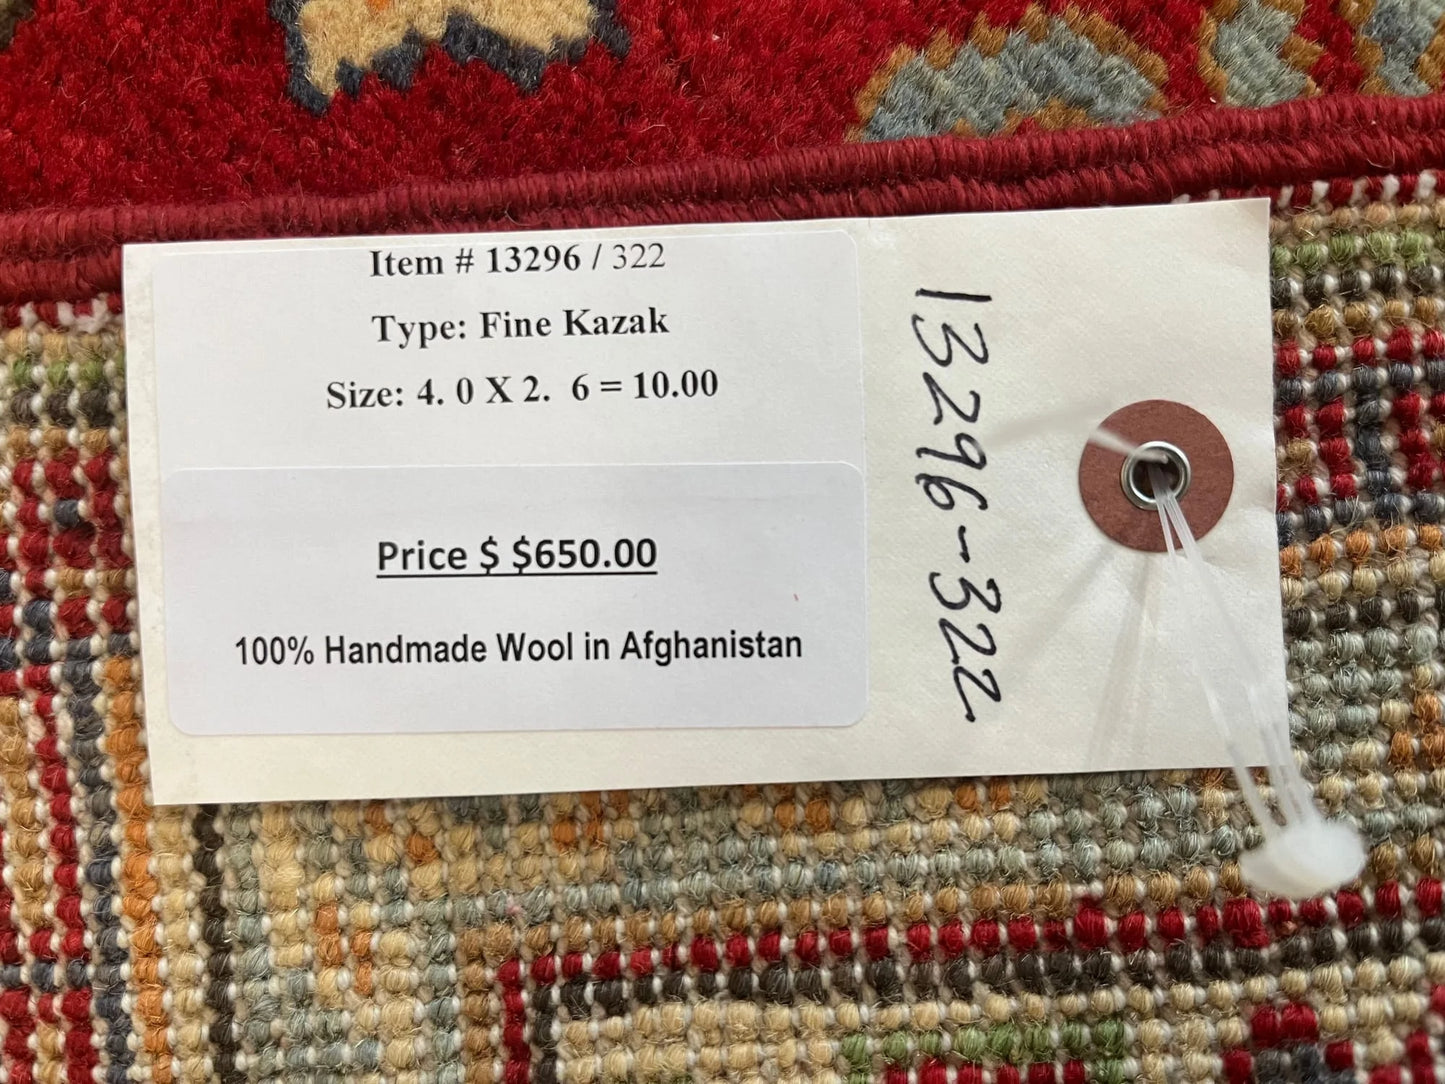 Item # 13296 / 322
Type: Fine Kazak
Size: 4. 0 X 2. 6 = 10.00
Price $ $650.00
100% Handmade Wool in Afghanistan
13296-322